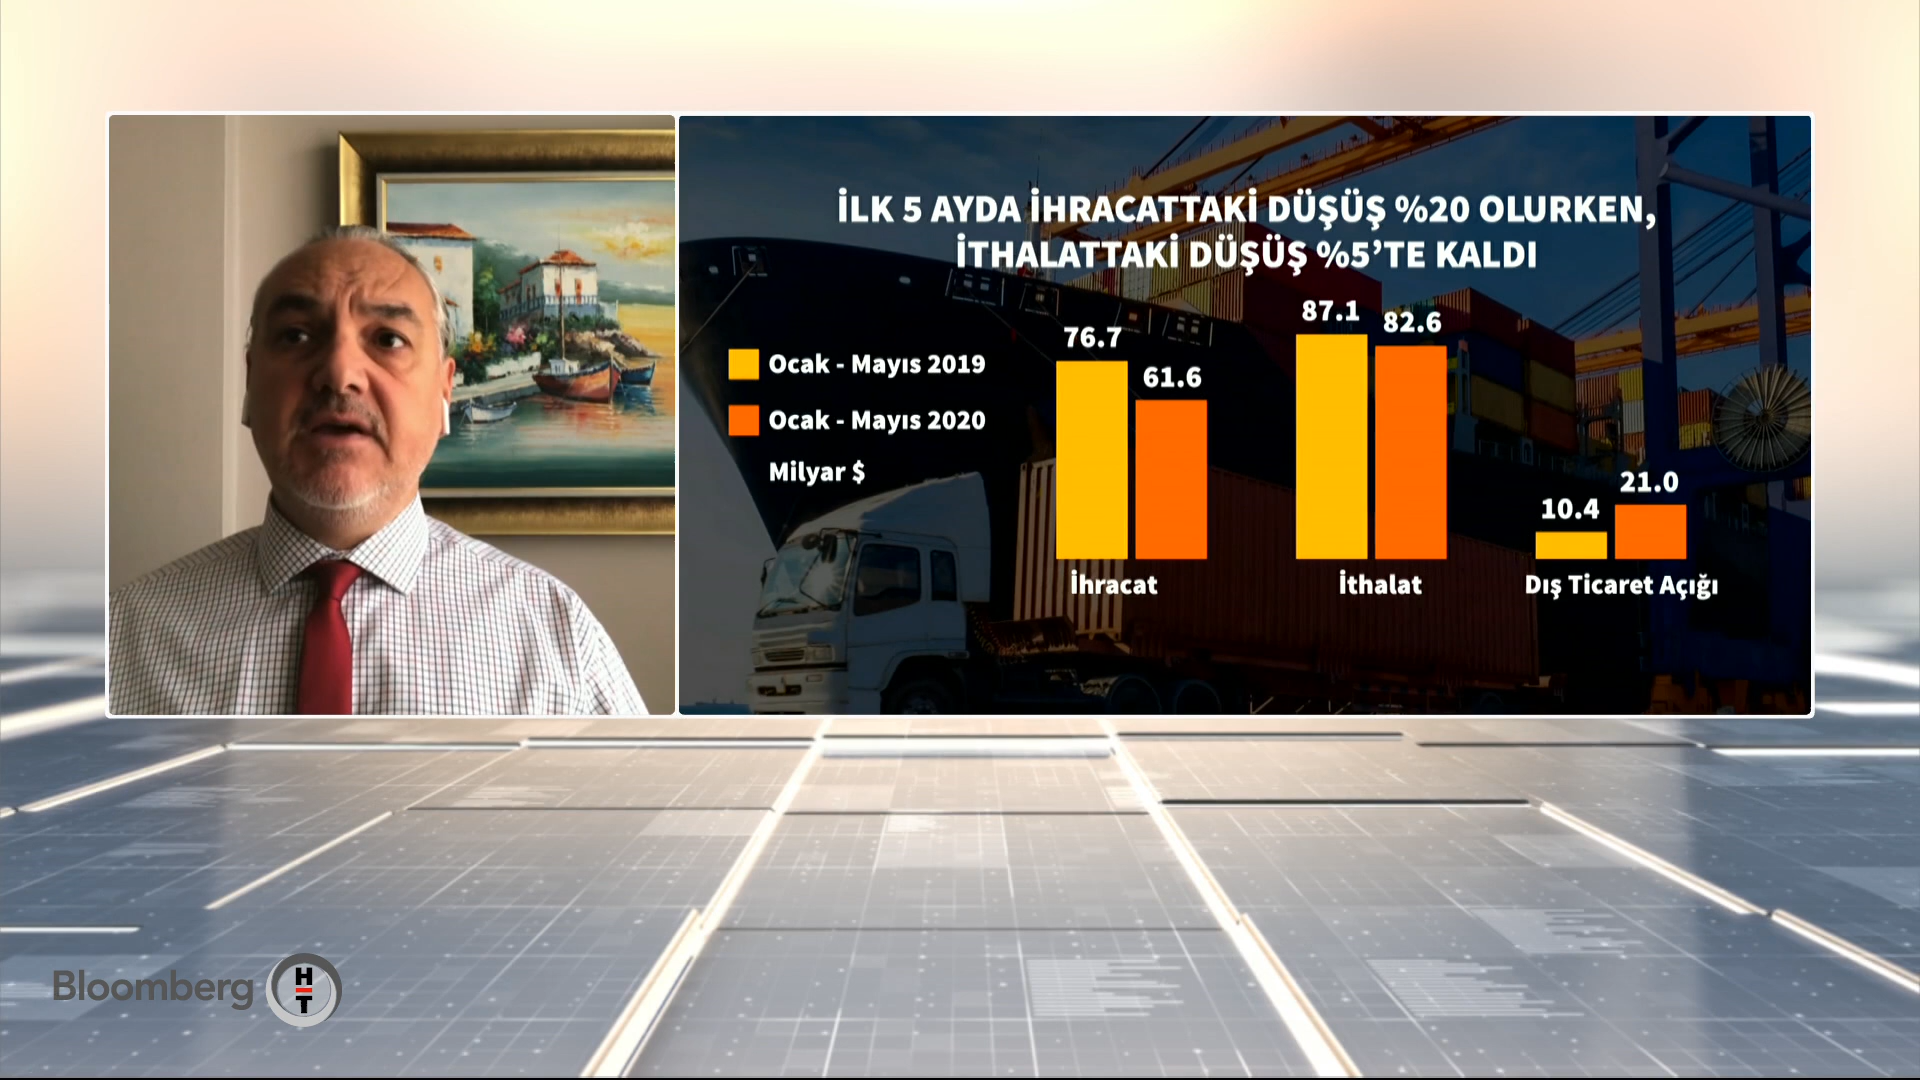 İLK 5 AYDA İHRACATTAKİ DÜŞÜŞ %20 OLURKEN,
İTHALATTAKİ DÜŞÜŞ %5'TE KALDI
Ocak - Mayıs 2019
Ocak - Mayıs 2020
Milyar $
76.7
61.6
87.1
82.6
10.4
21.0
İhracat
İthalat
Dış Ticaret Açığı
Bloomberg HT